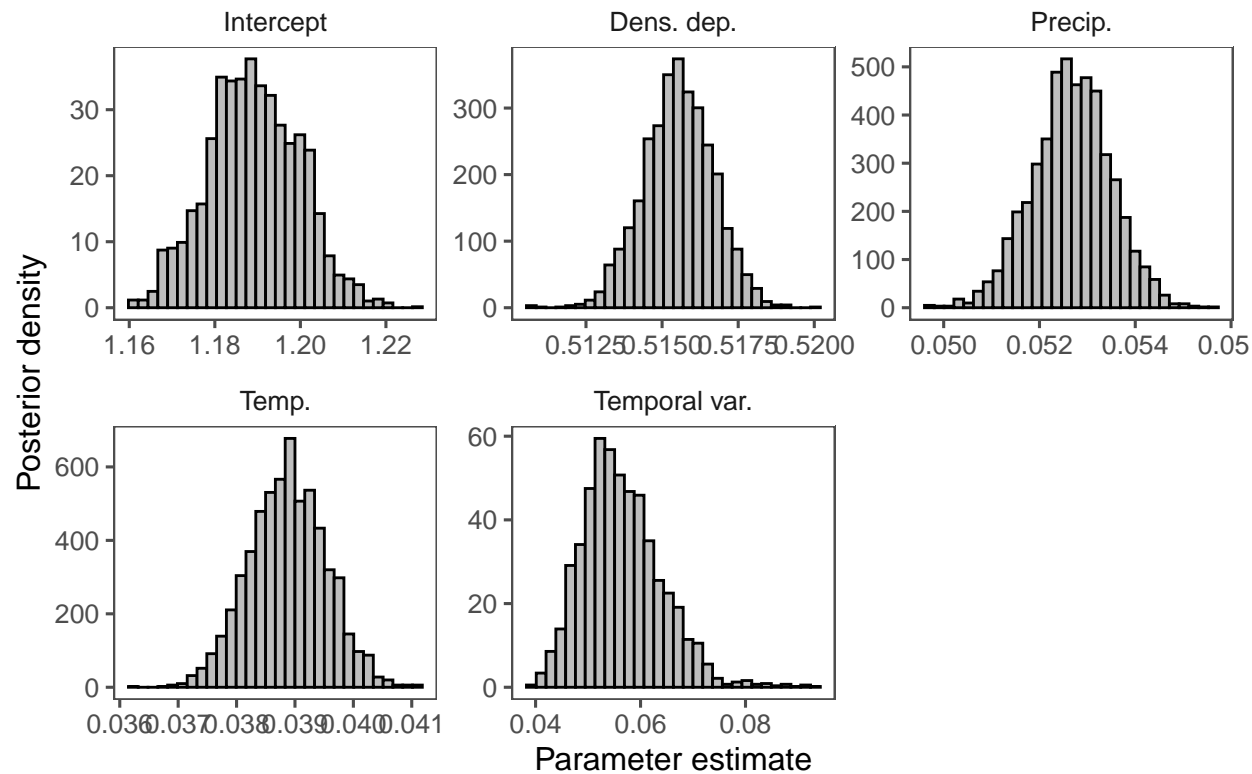 Intercept
Dens. dep.
Precip.
30
20
10
0
1.16 1.18 1.20 1.22
300
200
100
0
0.5125 0.5150 0.5175 0.5200
500
400
300
200
100
0
0.050 0.052 0.054 0.05
Posterior density
Temp.
Temporal var.
600
400
200
0
0.036 0.037 0.038 0.039 0.040 0.041
60
40
20
0
0.04 0.06 0.08
Parameter estimate